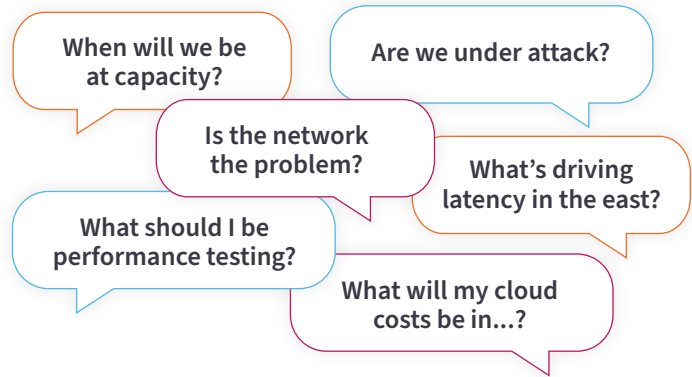 When will we be
at capacity?
Are we under attack?
Is the network
the problem?
What’s driving
latency in the east?
What should I be
performance testing?
What will my cloud
costs be in...?